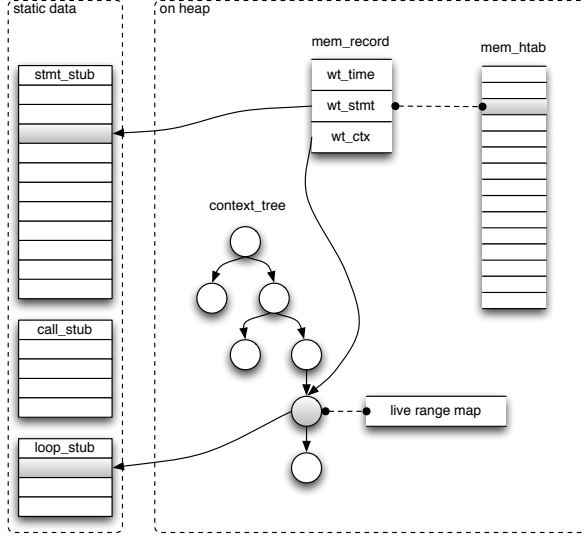 static data
on heap
mem_record
mem_htab
stmt_stub
wt_time
wt_stmt
wt_ctx
context_tree
call_stub
live range map
loop_stub